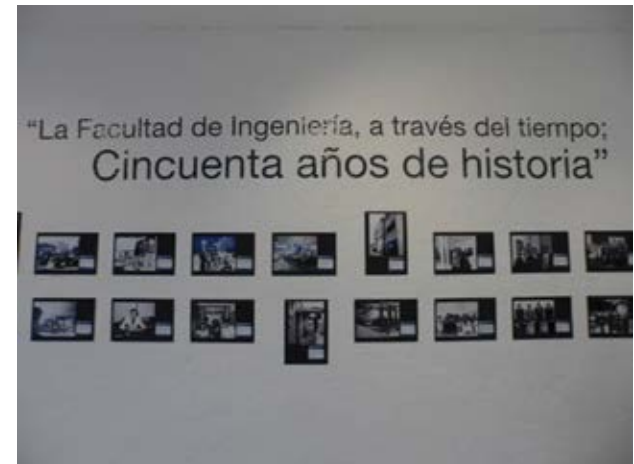 “La Facultad de Ingeniería, a través del tiempo;
Cincuenta años de historia”